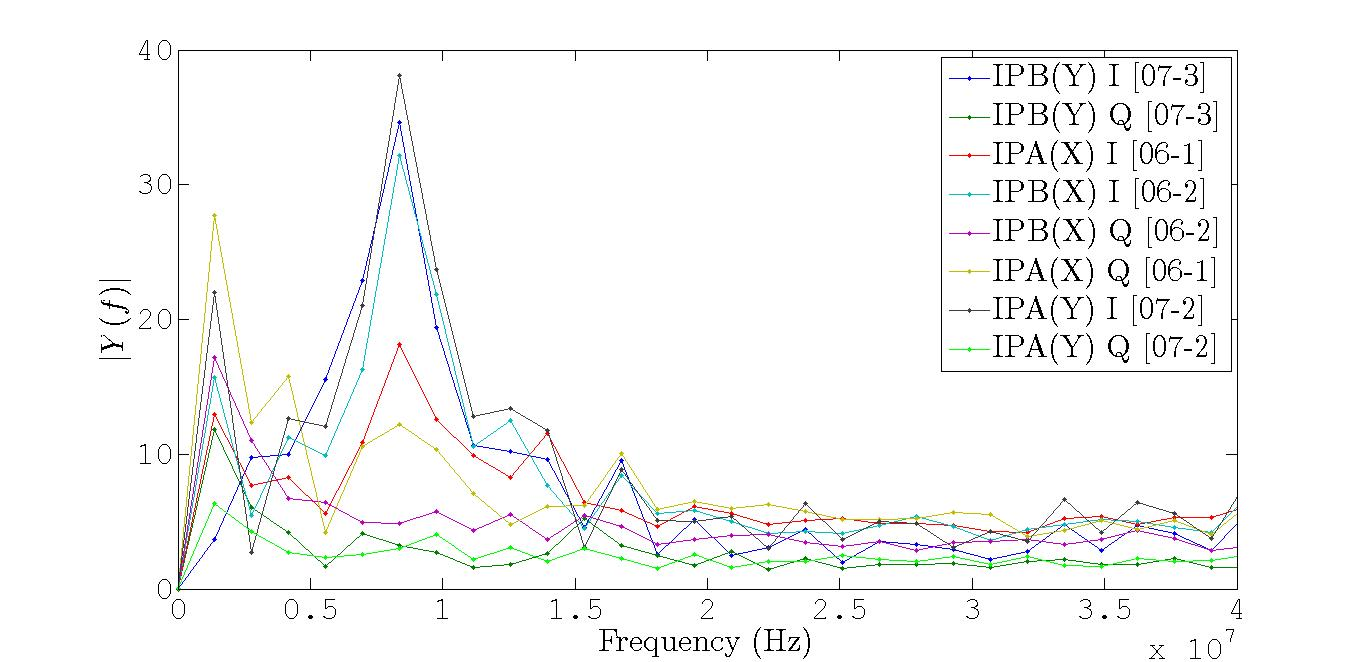 40
30
20
10
0
|Y(f)|
0 0.5 1 1.5 2 2.5 3 3.5 4
Frequency (Hz)
x 10^7
IPB(Y) I [07-3]
IPB(Y) Q [07-3]
IPA(X) I [06-1]
IPB(X) I [06-2]
IPB(X) Q [06-2]
IPA(X) Q [06-1]
IPA(Y) I [07-2]
IPA(Y) Q [07-2]